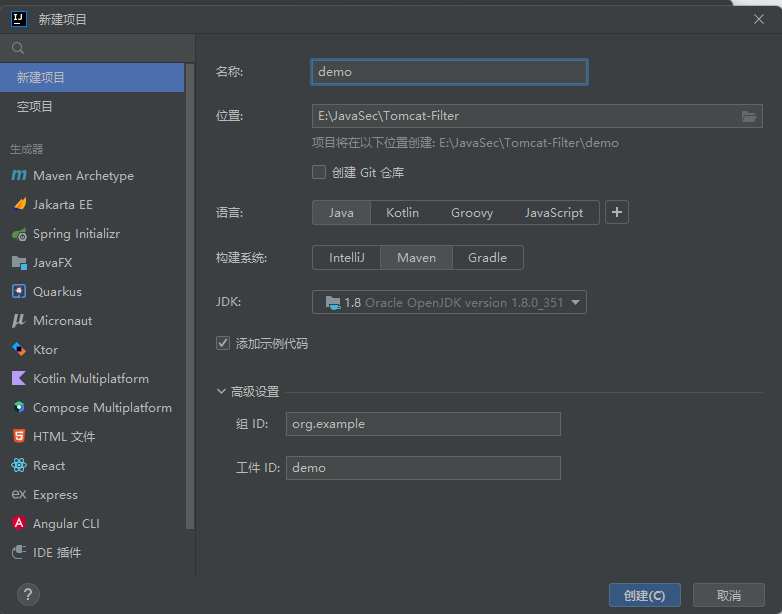 新建项目
新建项目
空项目
生成器
Maven Archetype
Jakarta EE
Spring Initializr
JavaFX
Quarkus
Micronaut
Ktor
Kotlin Multiplatform
Compose Multiplatform
HTML 文件
React
ex Express
Angular CLI
IDE 插件
?
名称: demo
位置: E:\JavaSec\Tomcat-Filter
项目将在以下位置创建: E:\JavaSec\Tomcat-Filter\demo
创建 Git 仓库
语言: Java Kotlin Groovy JavaScript +
构建系统: IntelliJ Maven Gradle
JDK: 1.8 Oracle OpenJDK version 1.8.0_351
添加示例代码
高级设置
组 ID: org.example
工件 ID: demo
创建(C) 取消